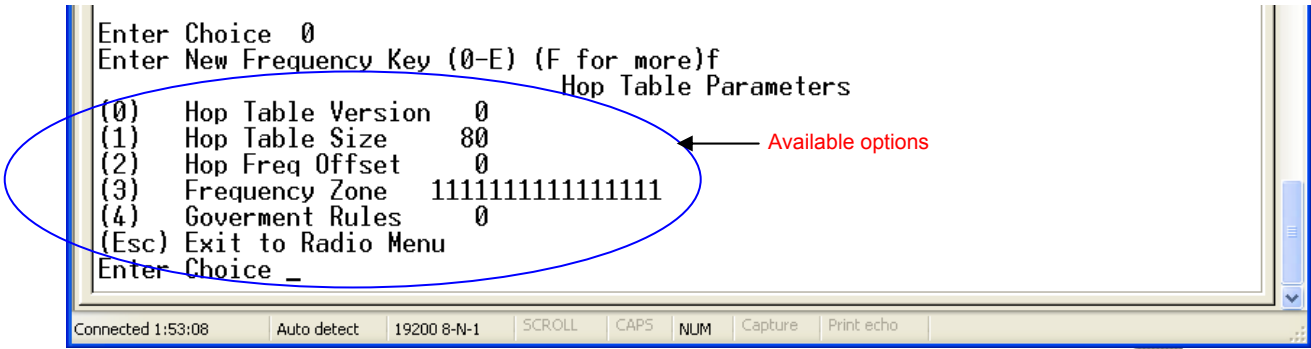 Enter Choice 0
Enter New Frequency Key (0-E) (F for more)f
Hop Table Parameters
(0) Hop Table Version 0
(1) Hop Table Size 80
(2) Hop Freq Offset 0
(3) Frequency Zone 1111111111111111
(4) Goverment Rules 0
(Esc) Exit to Radio Menu
Enter Choice _
Available options
Connected 1:53:08 Auto detect 19200 8-N-1 SCROLL CAPS NUM Capture Print echo